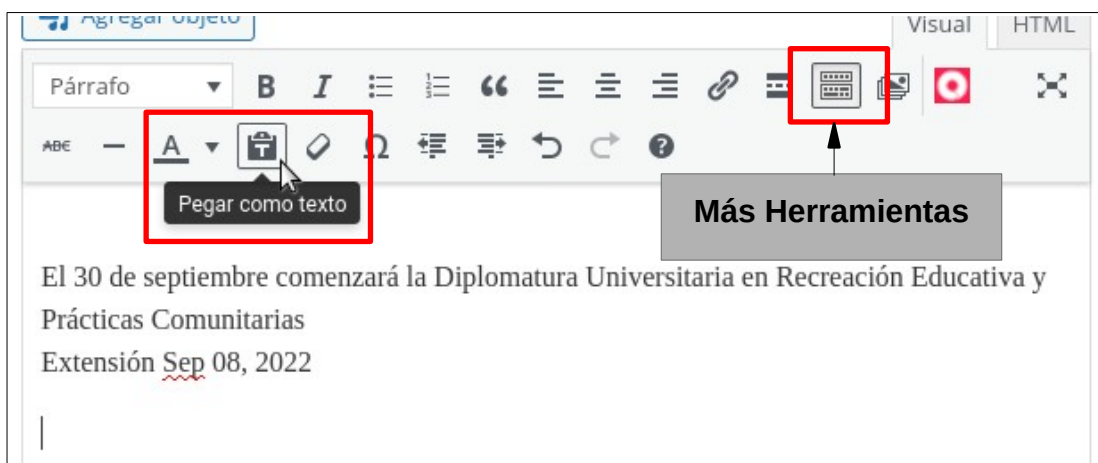 Agregar objeto
Visual HTML
Párrafo B I
ABE A Ω
Pegar como texto
Más Herramientas
El 30 de septiembre comenzará la Diplomatura Universitaria en Recreación Educativa y
Prácticas Comunitarias
Extensión Sep 08, 2022